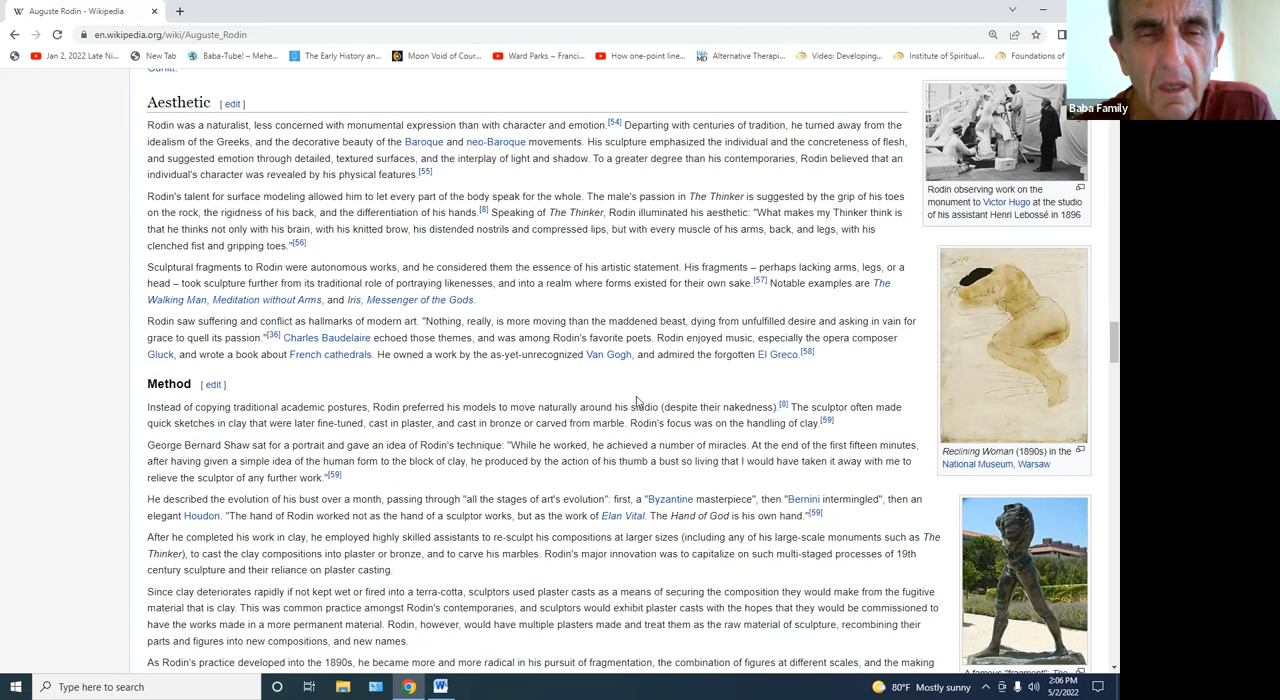 Auguste Rodin - Wikipedia
en.wikipedia.org/wiki/Auguste_Rodin
Jan 2, 2022 Late Ni...
New Tab
Baba-Tube! – Mehe...
The Early History an...
Moon Void of Cour...
Ward Parks ~ Franci...
How one-point line...
Alternative Therapi...
Video: Developing...
Institute of Spiritual...
Foundations of
Baba Family
Aesthetic [ edit ]
Rodin was a naturalist, less concerned with monumental expression than with character and emotion.[54] Departing with centuries of tradition, he turned away from the
idealism of the Greeks, and the decorative beauty of the Baroque and neo-Baroque movements. His sculpture emphasized the individual and the concreteness of flesh,
and suggested emotion through detailed, textured surfaces, and the interplay of light and shadow. To a greater degree than his contemporaries, Rodin believed that an
individual's character was revealed by his physical features.[55]
Rodin's talent for surface modeling allowed him to let every part of the body speak for the whole. The male's passion in The Thinker is suggested by the grip of his toes
on the rock, the rigidness of his back, and the differentiation of his hands.[8] Speaking of The Thinker, Rodin illuminated his aesthetic: "What makes my Thinker think is
that he thinks not only with his brain, with his knitted brow, his distended nostrils and compressed lips, but with every muscle of his arms, back, and legs, with his
clenched fist and gripping toes."[56]
Sculptural fragments to Rodin were autonomous works, and he considered them the essence of his artistic statement. His fragments – perhaps lacking arms, legs, or a
head – took sculpture further from its traditional role of portraying likenesses, and into a realm where forms existed for their own sake.[57] Notable examples are The
Walking Man, Meditation without Arms, and Iris, Messenger of the Gods.
Rodin saw suffering and conflict as hallmarks of modern art. "Nothing, really, is more moving than the maddened beast, dying from unfulfilled desire and asking in vain for
grace to quell its passion."[36] Charles Baudelaire echoed those themes, and was among Rodin's favorite poets. Rodin enjoyed music, especially the opera composer
Gluck, and wrote a book about French cathedrals. He owned a work by the as-yet-unrecognized Van Gogh, and admired the forgotten El Greco.[58]
Method [ edit ]
Instead of copying traditional academic postures, Rodin preferred his models to move naturally around his studio (despite their nakedness).[8] The sculptor often made
quick sketches in clay that were later fine-tuned, cast in plaster, and cast in bronze or carved from marble. Rodin's focus was on the handling of clay.[59]
George Bernard Shaw sat for a portrait and gave an idea of Rodin's technique: "While he worked, he achieved a number of miracles. At the end of the first fifteen minutes,
after having given a simple idea of the human form to the block of clay, he produced by the action of his thumb a bust so living that I would have taken it away with me to
relieve the sculptor of any further work."[59]
He described the evolution of his bust over a month, passing through "all the stages of art's evolution": first, a "Byzantine masterpiece", then "Bernini intermingled", then an
elegant Houdon. "The hand of Rodin worked not as the hand of a sculptor works, but as the work of Elan Vital. The Hand of God is his own hand."[59]
After he completed his work in clay, he employed highly skilled assistants to re-sculpt his compositions at larger sizes (including any of his large-scale monuments such as The
Thinker), to cast the clay compositions into plaster or bronze, and to carve his marbles. Rodin's major innovation was to capitalize on such multi-staged processes of 19th
century sculpture and their reliance on plaster casting.
Since clay deteriorates rapidly if not kept wet or fired into a terra-cotta, sculptors used plaster casts as a means of securing the composition they would make from the fugitive
material that is clay. This was common practice amongst Rodin's contemporaries, and sculptors would exhibit plaster casts with the hopes that they would be commissioned to
have the works made in a more permanent material. Rodin, however, would have multiple plasters made and treat them as the raw material of sculpture, recombining their
parts and figures into new compositions, and new names.
As Rodin's practice developed into the 1890s, he became more and more radical in his pursuit of fragmentation, the combination of figures at different scales, and the making
Rodin observing work on the
monument to Victor Hugo at the studio
of his assistant Henri Lebossé in 1896
Reclining Woman (1890s) in the
National Museum, Warsaw
A famous "fragment": The
Type here to search
80°F Mostly sunny
2:06 PM
5/2/2022